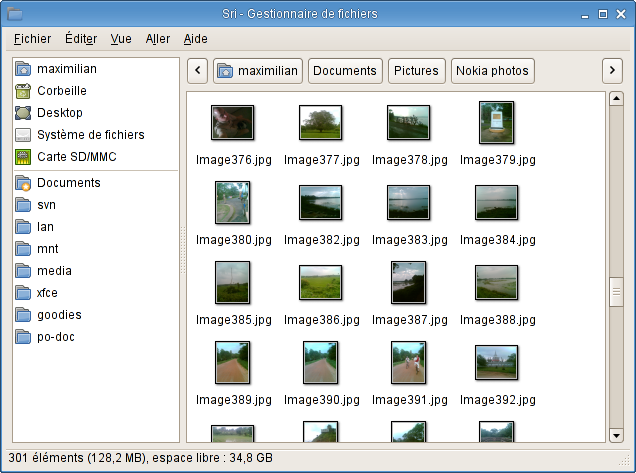 Sri - Gestionnaire de fichiers
Fichier Éditer Vue Aller Aide
maximilian
Corbeille
Desktop
Système de fichiers
Carte SD/MMC
Documents
svn
lan
mnt
media
xfce
goodies
po-doc
maximilian Documents Pictures Nokia photos
Image376.jpg Image377.jpg Image378.jpg Image379.jpg
Image380.jpg Image382.jpg Image383.jpg Image384.jpg
Image385.jpg Image386.jpg Image387.jpg Image388.jpg
Image389.jpg Image390.jpg Image391.jpg Image392.jpg
301 éléments (128,2 MB), espace libre : 34,8 GB